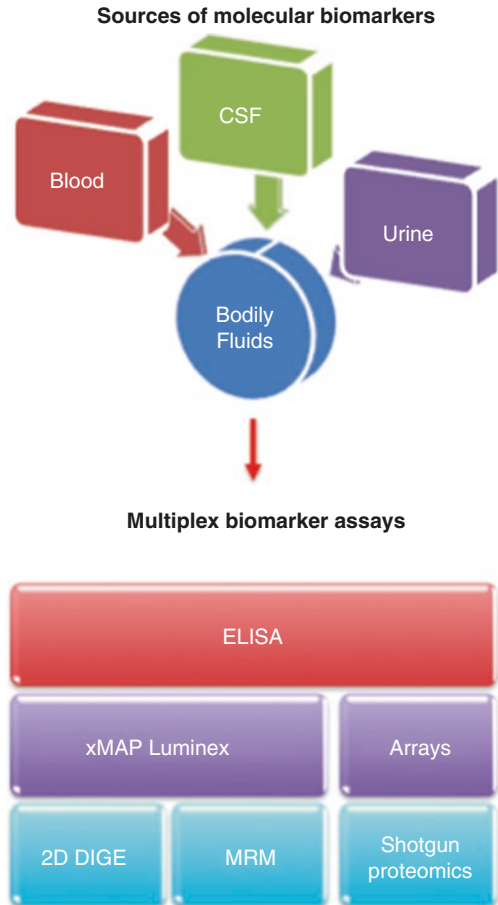 Sources of molecular biomarkers
CSF
Blood
Urine
Bodily
Fluids
Multiplex biomarker assays
ELISA
xMAP Luminex
Arrays
2D DIGE
MRM
Shotgun
proteomics